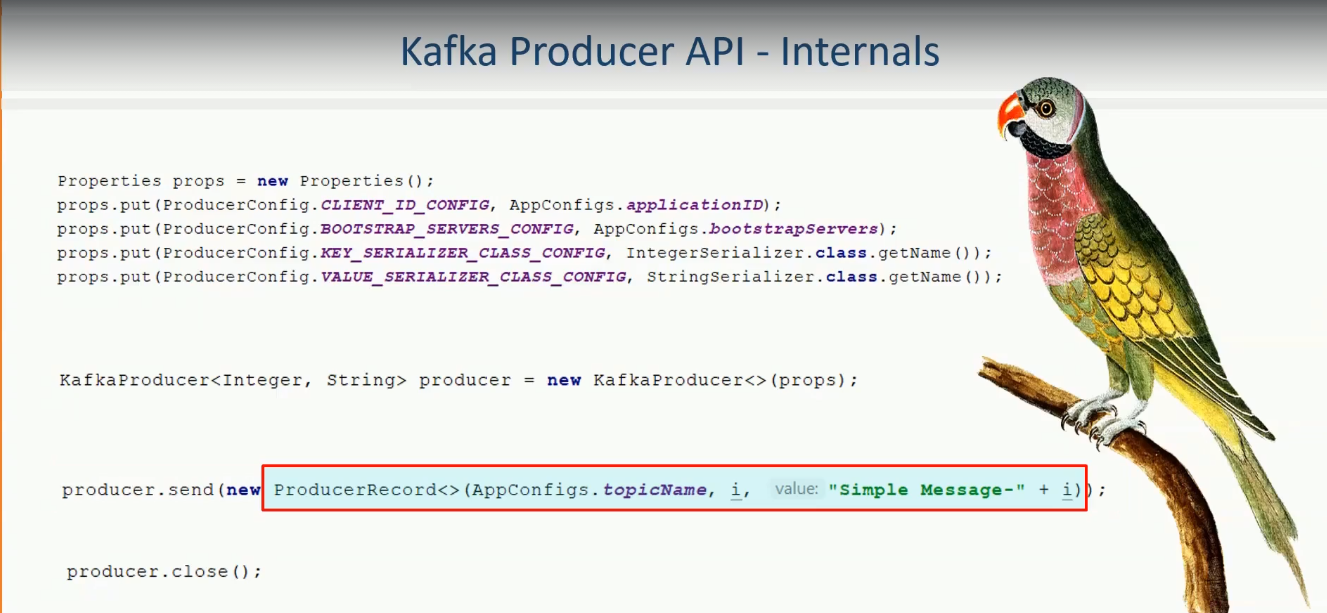 Kafka Producer API - Internals
Properties props = new Properties();
props.put(ProducerConfig.CLIENT_ID_CONFIG, AppConfigs.applicationID);
props.put(ProducerConfig.BOOTSTRAP_SERVERS_CONFIG, AppConfigs.bootstrapServers);
props.put(ProducerConfig.KEY_SERIALIZER_CLASS_CONFIG, IntegerSerializer.class.getName());
props.put(ProducerConfig.VALUE_SERIALIZER_CLASS_CONFIG, StringSerializer.class.getName());
KafkaProducer<Integer, String> producer = new KafkaProducer<>(props);
producer.send(new ProducerRecord<>(AppConfigs.topicName, i, value: "Simple Message-" + i));
producer.close();